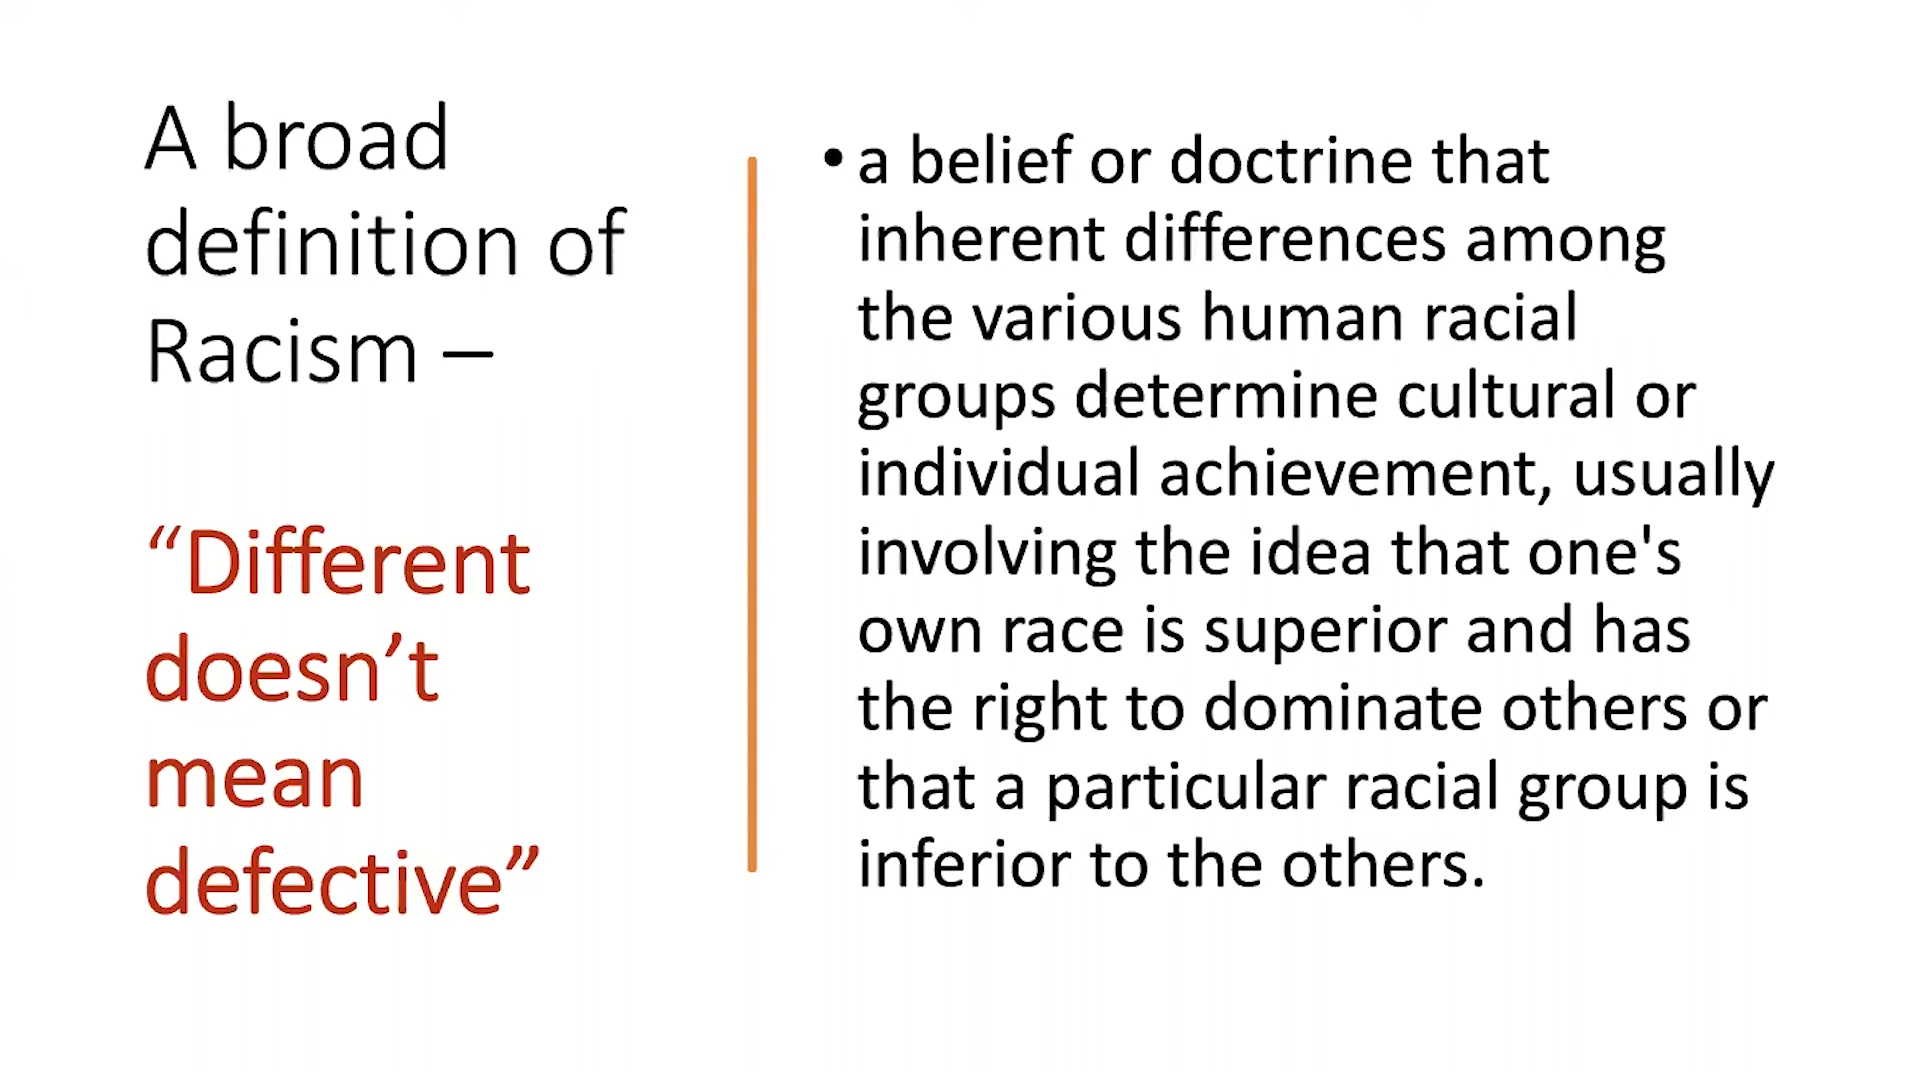 A broad
definition of
Racism –
“Different
doesn’t
mean
defective”
• a belief or doctrine that
inherent differences among
the various human racial
groups determine cultural or
individual achievement, usually
involving the idea that one's
own race is superior and has
the right to dominate others or
that a particular racial group is
inferior to the others.